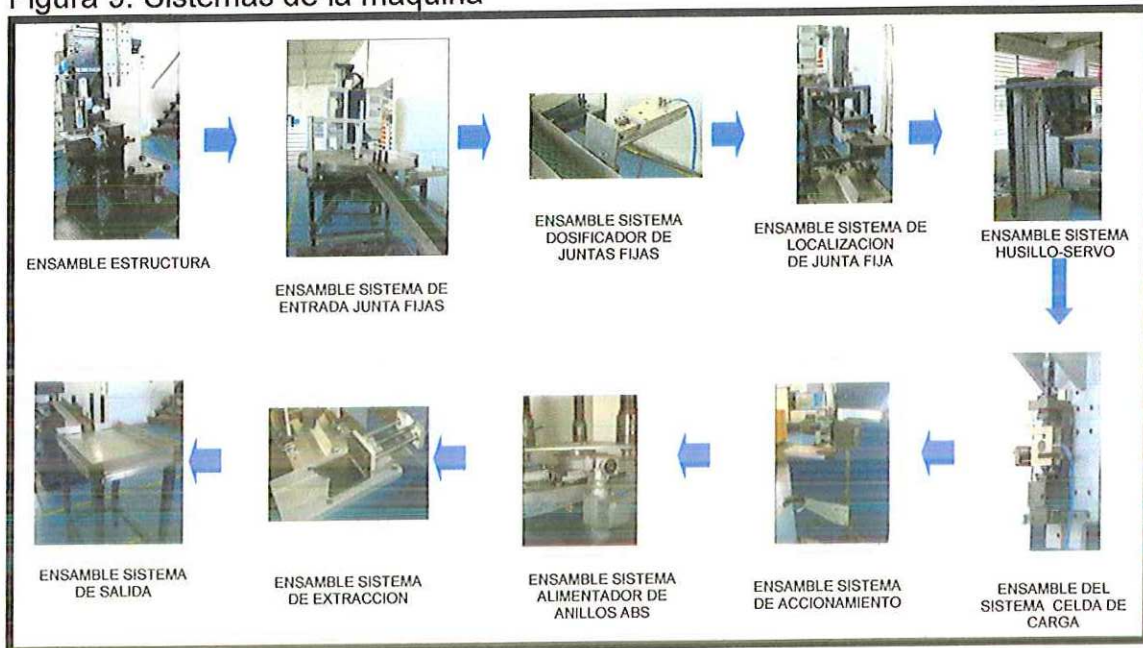 Figura 9. Sistemas de la maquina
ENSAMBLE ESTRUCTURA
ENSAMBLE SISTEMA DE
ENTRADA JUNTA FIJAS
ENSAMBLE SISTEMA
DOSIFICADOR DE
JUNTAS FIJAS
ENSAMBLE SISTEMA DE
LOCALIZACION
DE JUNTA FIJA
ENSAMBLE SISTEMA
HUSILLO-SERVO
ENSAMBLE DEL
SISTEMA CELDA DE
CARGA
ENSAMBLE SISTEMA
DE ACCIONAMIENTO
ENSAMBLE SISTEMA
ALIMENTADOR DE
ANILLOS ABS
ENSAMBLE SISTEMA
DE EXTRACCION
ENSAMBLE SISTEMA
DE SALIDA